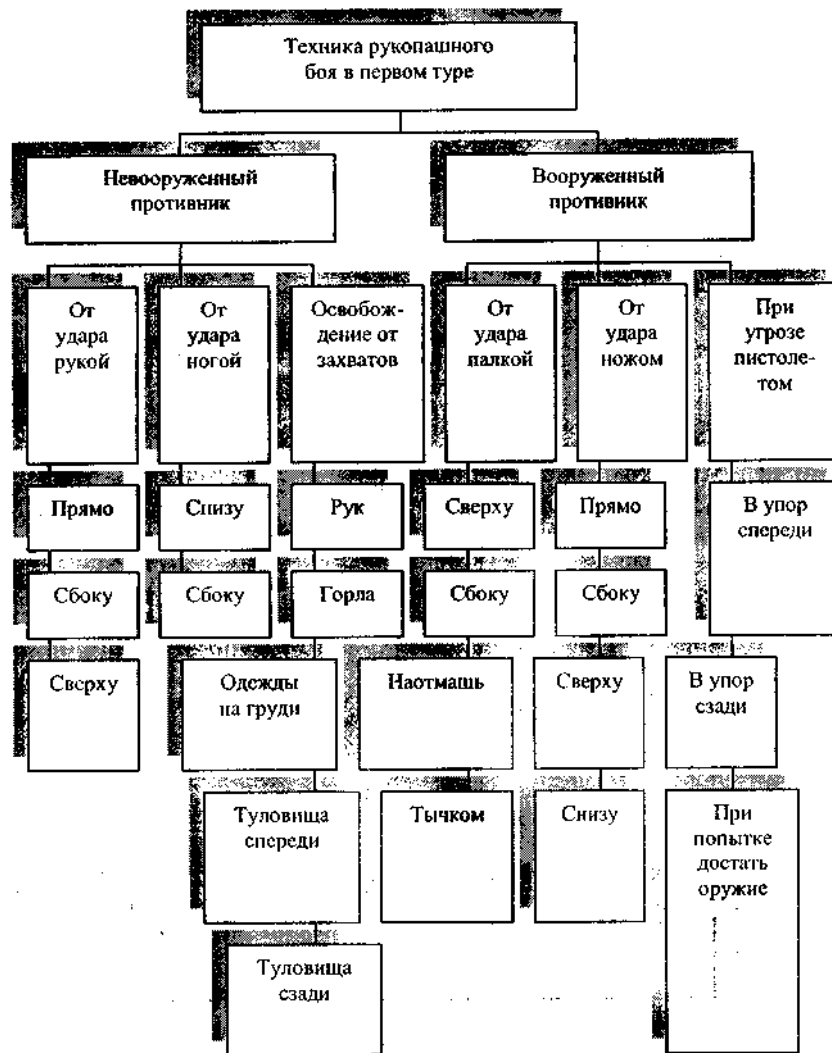 Техника рукопашного
боя в первом туре
Невооруженный
противник
Вооруженный
противник
От
удара
рукой
От
удара
ногой
Освобож-
дение от
захватов
От
удара
палкой
От
удара
ножом
При
угрозе
пистоле-
том
Прямо
Снизу
Рук
Сверху
Прямо
В упор
спереди
Сбоку
Сбоку
Горла
Сбоку
Сбоку
Сверху
Одежды
на груди
Наотмашь
Сверху
В упор
сзади
Туловища
спереди
Тычком
Снизу
При
попытке
достать
оружие
Туловища
сзади